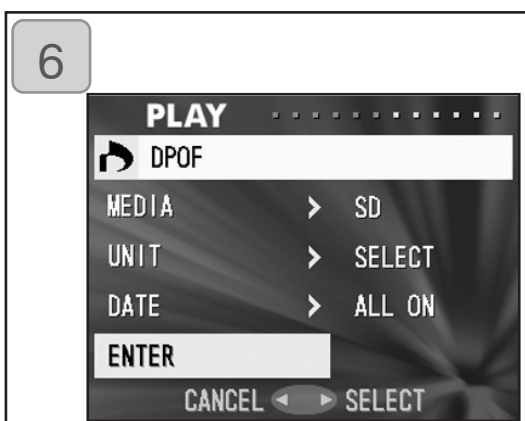 6
PLAY
DPOF
MEDIA > SD
UNIT > SELECT
DATE > ALL ON
ENTER
CANCEL ◀ ▶ SELECT